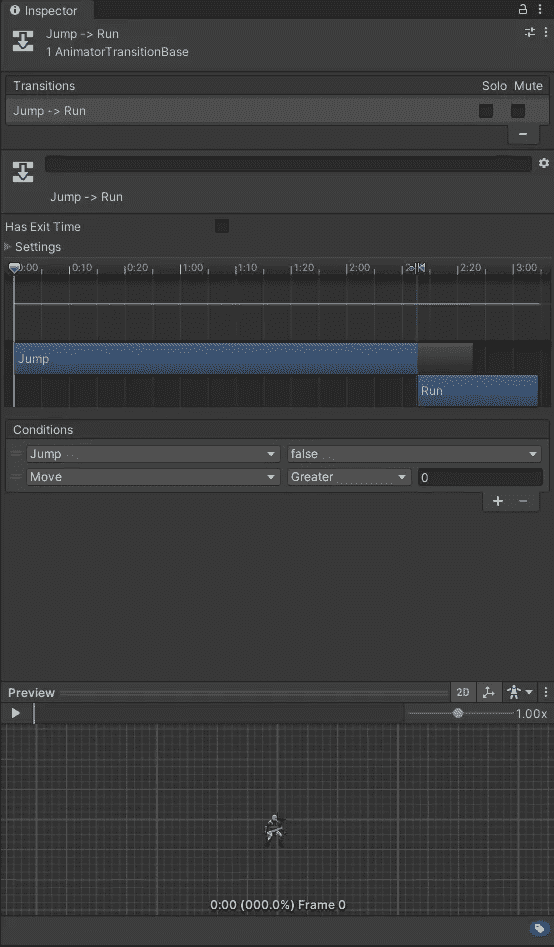 Inspector
Jump -> Run
1 AnimatorTransitionBase
Transitions Solo Mute
Jump -> Run
Jump -> Run
Has Exit Time
Settings
0:00 0:10 0:20 1:00 1:10 1:20 2:00 2:20 3:00
Jump
Run
Conditions
Jump false
Move Greater 0
+ −
Preview 2D
1.00x
0:00 (000.0%) Frame 0